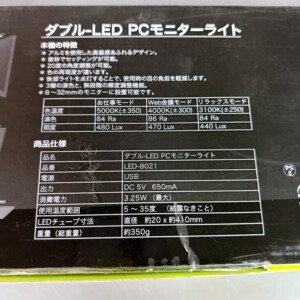 ダブル-LED PCモニターライト
本機の特徴
• アルミを使用した高級感あふれるデザイン。
• 数秒でセッティングが可能。
• 20度の角度調整が可能。
• 色の再現度が違います。
• 後部ライトを点灯することで、使用時の目の負担を軽減します。
• 3種の演色と、無段階の輝度調整機能を搭載。
• 8～32mmのモニターに設置が可能です。
お仕事モード Web会議モード リラックスモード
色温度 5000K (±350) 4000K (±300) 3100K (±250)
演色 84 Ra 86 Ra 84 Ra
照度 480 Lux 470 Lux 440 Lux
商品仕様
品名 ダブル-LED PCモニターライト
品番 LED-8021
電源 USB
出力 DC 5V 650mA
消費電力 3.25W （最大）
使用温度範囲 5 ～ 35度 （結露なきこと）
LEDチューブ寸法 直径 約20 x 約410mm
重量（総重量） 約350g